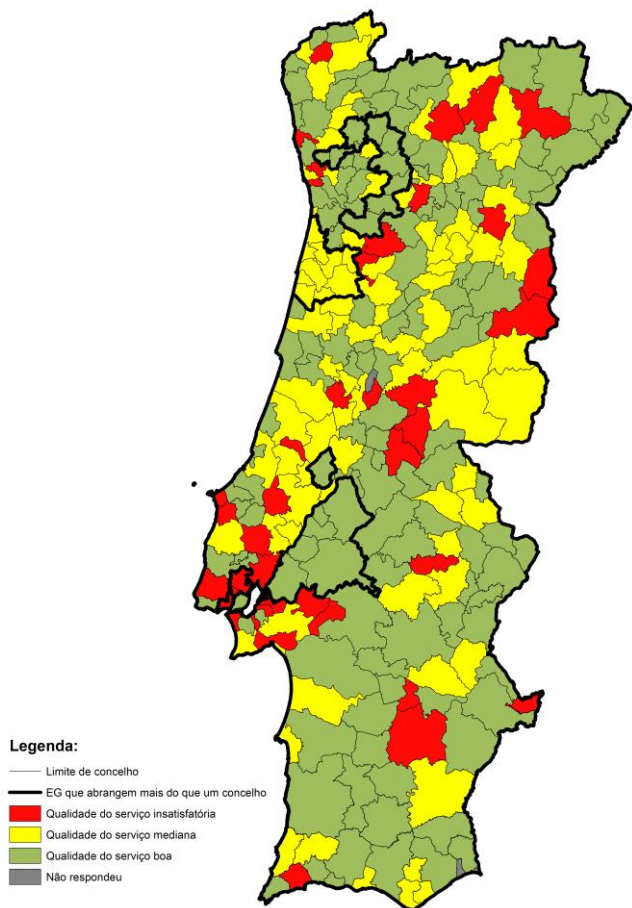 Legenda:
Limite de concelho
EG que abrangem mais do que um concelho
Qualidade do serviço insatisfatória
Qualidade do serviço mediana
Qualidade do serviço boa
Não respondeu